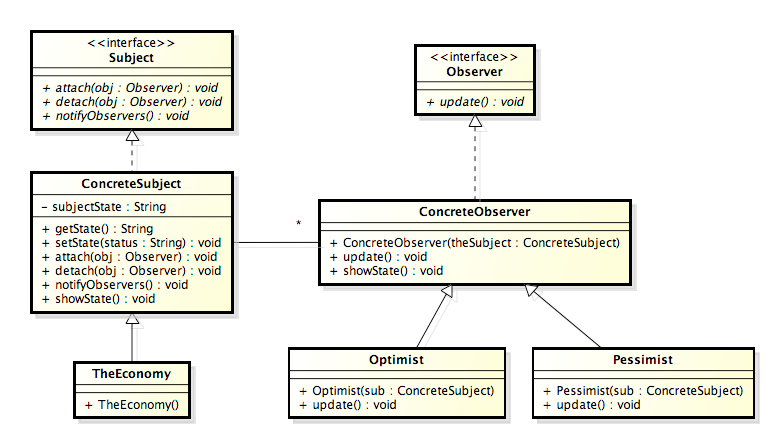 <<interface>>
Subject
+ attach(obj : Observer) : void
+ detach(obj : Observer) : void
+ notifyObservers() : void
<<interface>>
Observer
+ update() : void
ConcreteSubject
- subjectState : String
+ getState() : String
+ setState(status : String) : void
+ attach(obj : Observer) : void
+ detach(obj : Observer) : void
+ notifyObservers() : void
+ showState() : void
*
ConcreteObserver
+ ConcreteObserver(theSubject : ConcreteSubject)
+ update() : void
+ showState() : void
TheEconomy
+ TheEconomy()
Optimist
+ Optimist(sub : ConcreteSubject)
+ update() : void
Pessimist
+ Pessimist(sub : ConcreteSubject)
+ update() : void